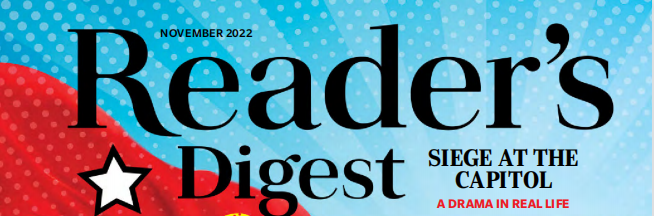 NOVEMBER 2022
Reader's
Digest
SIEGE AT THE
CAPITOL
A DRAMA IN REAL LIFE